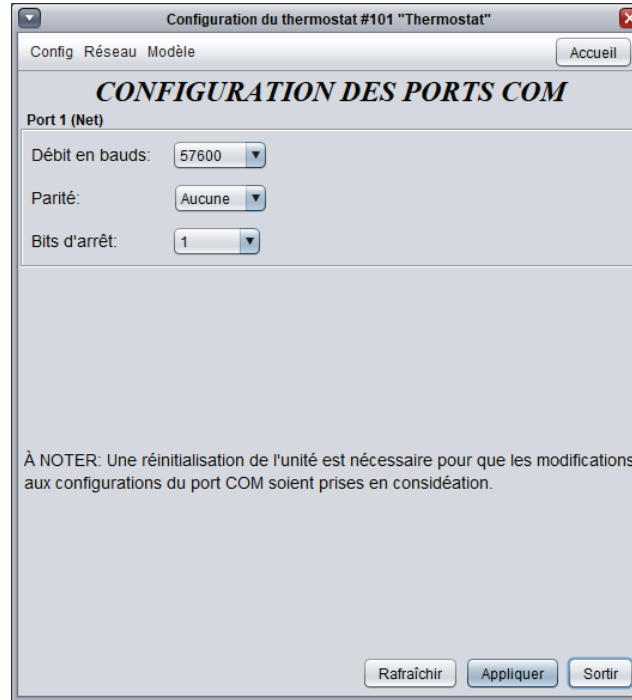 Configuration du thermostat #101 "Thermostat"
Config Réseau Modèle Accueil
CONFIGURATION DES PORTS COM
Port 1 (Net)
Débit en bauds: 57600
Parité: Aucune
Bits d'arrêt: 1
À NOTER: Une réinitialisation de l'unité est nécessaire pour que les modifications
aux configurations du port COM soient prises en considéation.
Rafraîchir Appliquer Sortir